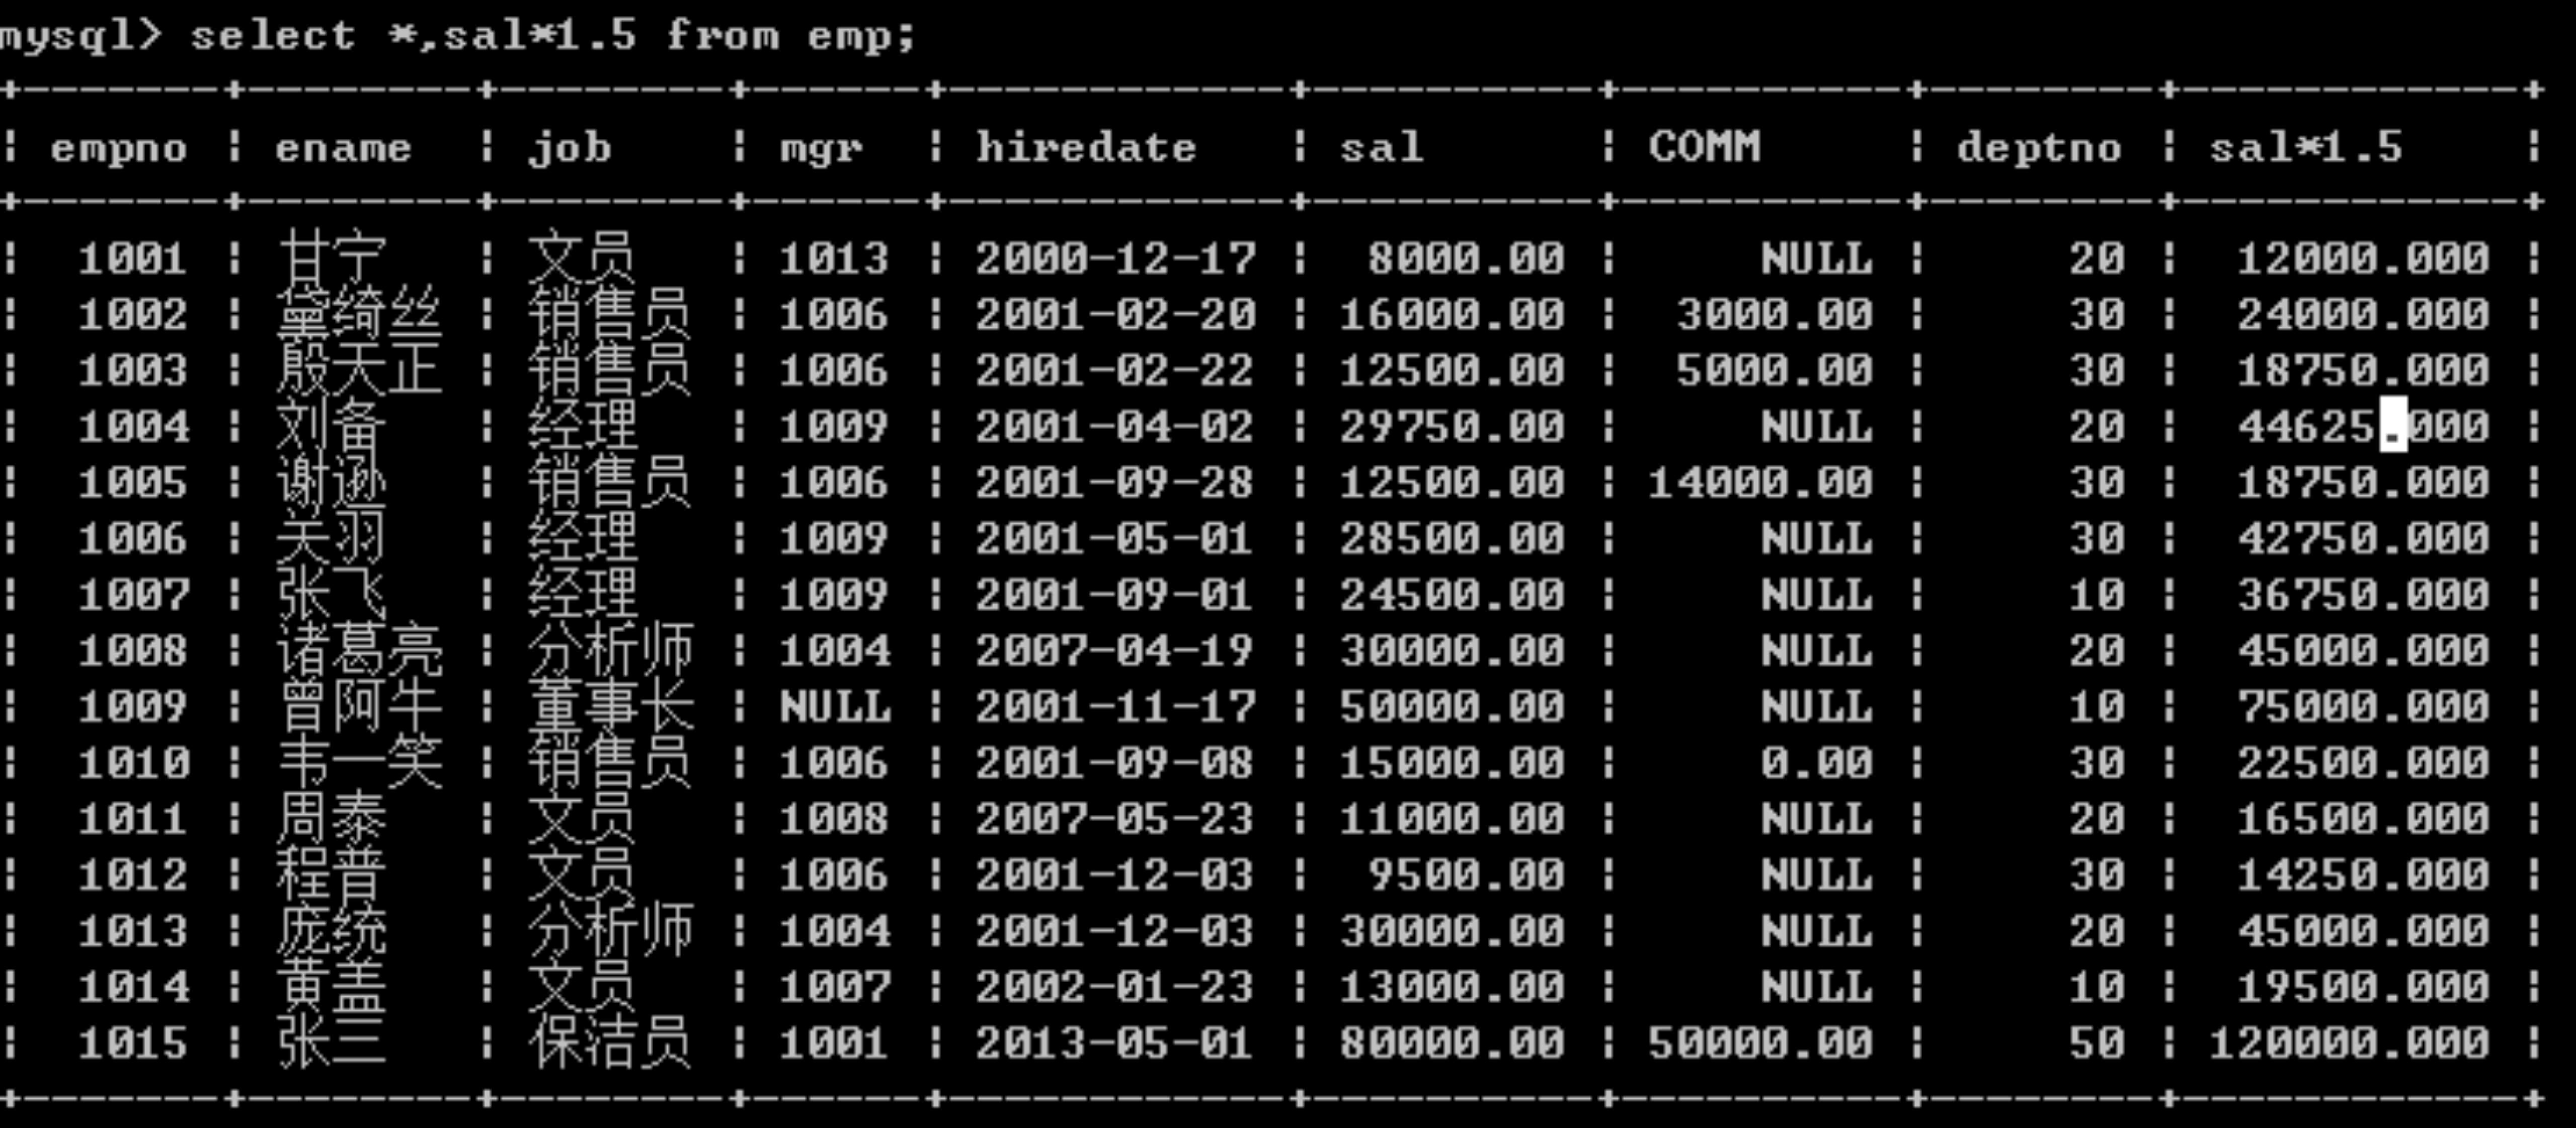 mysql> select *,sal*1.5 from emp;
+-------+--------+--------+------+------------+----------+----------+--------+------------+
| empno | ename | job | mgr | hiredate | sal | COMM | deptno | sal*1.5 |
+-------+--------+--------+------+------------+----------+----------+--------+------------+
| 1001 | 甘宁 | 文员 | 1013 | 2000-12-17 | 8000.00 | NULL | 20 | 12000.000 |
| 1002 | 黛绮丝 | 销售员 | 1006 | 2001-02-20 | 16000.00 | 3000.00 | 30 | 24000.000 |
| 1003 | 殷天正 | 销售员 | 1006 | 2001-02-22 | 12500.00 | 5000.00 | 30 | 18750.000 |
| 1004 | 刘备 | 经理 | 1009 | 2001-04-02 | 29750.00 | NULL | 20 | 44625.000 |
| 1005 | 谢逊 | 销售员 | 1006 | 2001-09-28 | 12500.00 | 14000.00 | 30 | 18750.000 |
| 1006 | 关羽 | 经理 | 1009 | 2001-05-01 | 28500.00 | NULL | 30 | 42750.000 |
| 1007 | 张飞 | 经理 | 1009 | 2001-09-01 | 24500.00 | NULL | 10 | 36750.000 |
| 1008 | 诸葛亮 | 分析师 | 1004 | 2007-04-19 | 30000.00 | NULL | 20 | 45000.000 |
| 1009 | 曾阿牛 | 董事长 | NULL | 2001-11-17 | 50000.00 | NULL | 10 | 75000.000 |
| 1010 | 韦一笑 | 销售员 | 1006 | 2001-09-08 | 15000.00 | 0.00 | 30 | 22500.000 |
| 1011 | 周泰 | 文员 | 1008 | 2007-05-23 | 11000.00 | NULL | 20 | 16500.000 |
| 1012 | 程普 | 文员 | 1006 | 2001-12-03 | 9500.00 | NULL | 30 | 14250.000 |
| 1013 | 庞统 | 分析师 | 1004 | 2001-12-03 | 30000.00 | NULL | 20 | 45000.000 |
| 1014 | 黄盖 | 文员 | 1007 | 2002-01-23 | 13000.00 | NULL | 10 | 19500.000 |
| 1015 | 张三 | 保洁员 | 1001 | 2013-05-01 | 80000.00 | 50000.00 | 50 | 120000.000 |
+-------+--------+--------+------+------------+----------+----------+--------+------------+